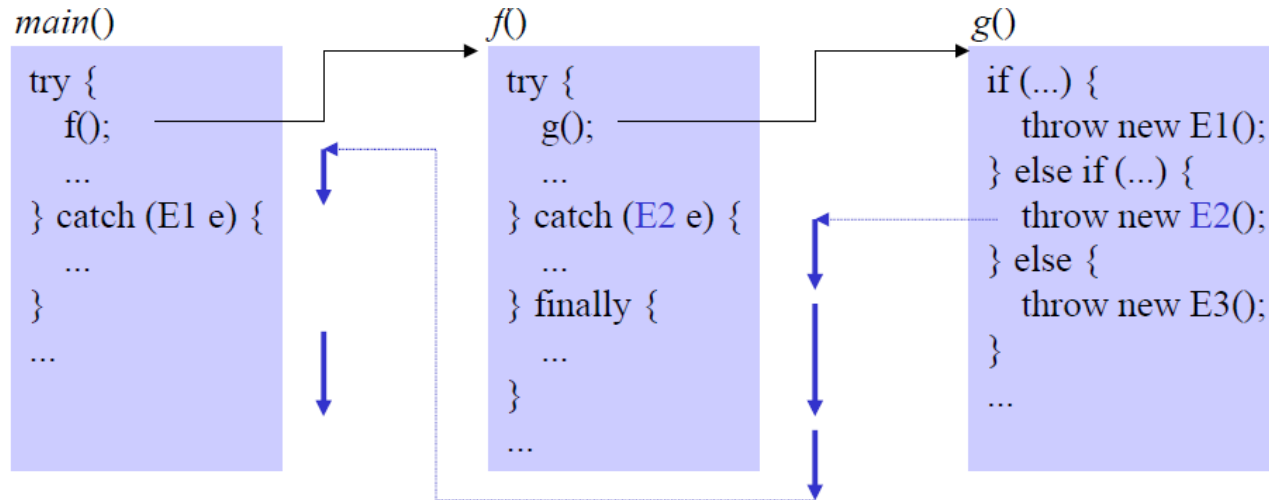 main()
try {
f();
...
} catch (E1 e) {
...
}
...
f()
try {
g();
...
} catch (E2 e) {
...
} finally {
...
}
...
g()
if (...) {
throw new E1();
} else if (...) {
throw new E2();
} else {
throw new E3();
}
...